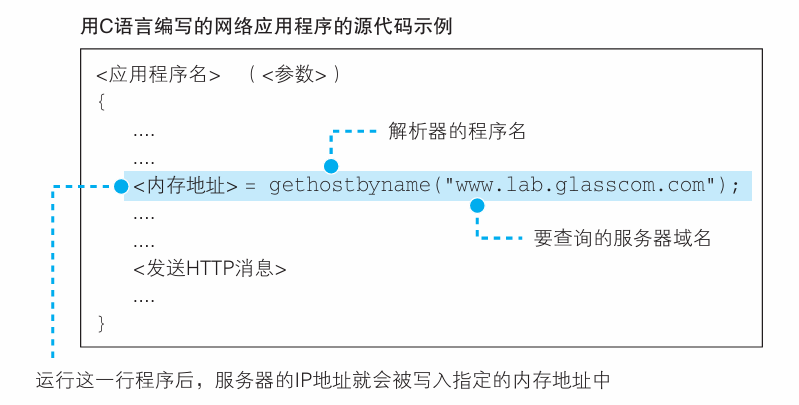 用C语言编写的网络应用程序的源代码示例
<应用程序名> （<参数>）
{
....
解析器的程序名
....
<内存地址> = gethostbyname("www.lab.glasscom.com");
....
要查询的服务器域名
....
<发送HTTP消息>
....
}
运行这一行程序后，服务器的IP地址就会被写入指定的内存地址中